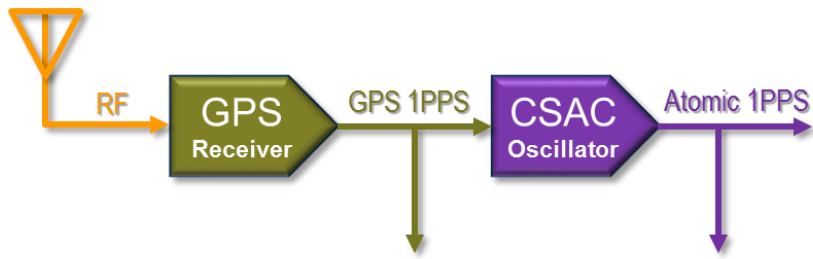 RF
GPS
Receiver
GPS 1PPS
CSAC
Oscillator
Atomic 1PPS